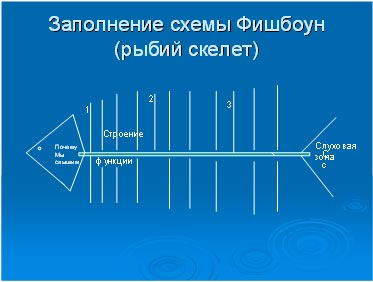 Заполнение схемы Фишбоун
(рыбий скелет)
1
2
3
Строение
Почему
Мы
слышим
функции
Слуховая
зона
С
с